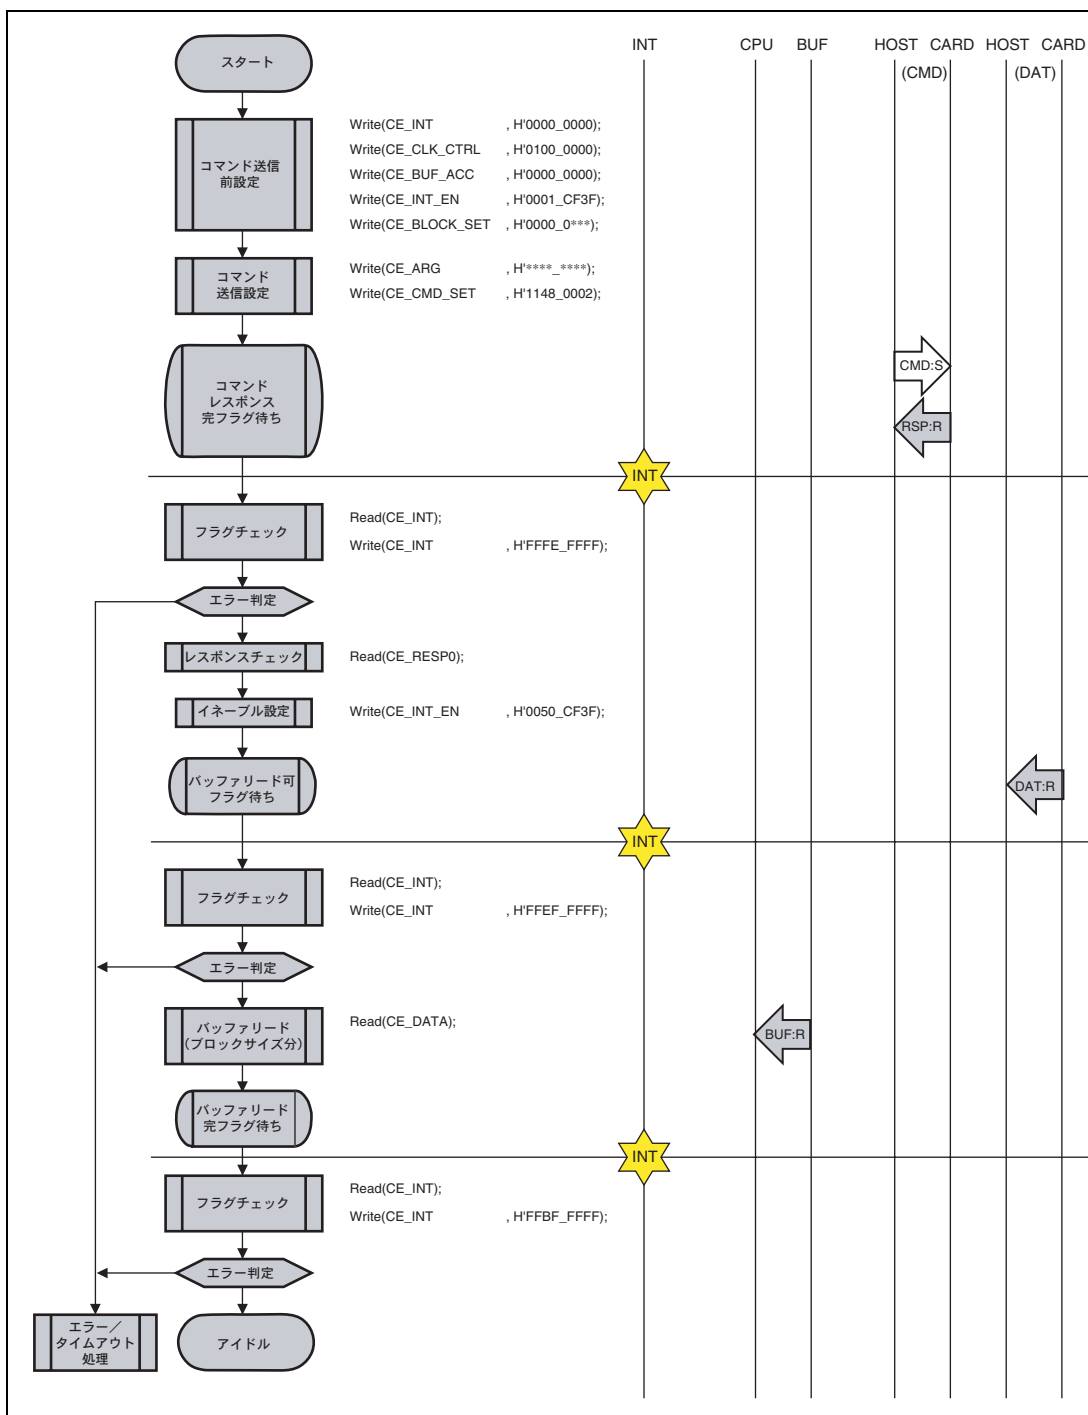 INT CPU BUF HOST CARD HOST CARD
(CMD) (DAT)
スタート
コマンド送信
前設定
Write(CE_INT , H'0000_0000);
Write(CE_CLK_CTRL , H'0100_0000);
Write(CE_BUF_ACC , H'0000_0000);
Write(CE_INT_EN , H'0001_CF3F);
Write(CE_BLOCK_SET , H'0000_0***);
コマンド
送信設定
Write(CE_ARG , H'****_****);
Write(CE_CMD_SET , H'1148_0002);
コマンド
レスポンス
完フラグ待ち
CMD:S
RSP:R
INT
フラグチェック
Read(CE_INT);
Write(CE_INT , H'FFFE_FFFF);
エラー判定
レスポンスチェック
Read(CE_RESP0);
イネーブル設定
Write(CE_INT_EN , H'0050_CF3F);
バッファリード可
フラグ待ち
DAT:R
INT
フラグチェック
Read(CE_INT);
Write(CE_INT , H'FFEF_FFFF);
エラー判定
バッファリード
(ブロックサイズ分)
Read(CE_DATA);
BUF:R
バッファリード
完フラグ待ち
INT
フラグチェック
Read(CE_INT);
Write(CE_INT , H'FFBF_FFFF);
エラー判定
エラー/
タイムアウト
処理
アイドル